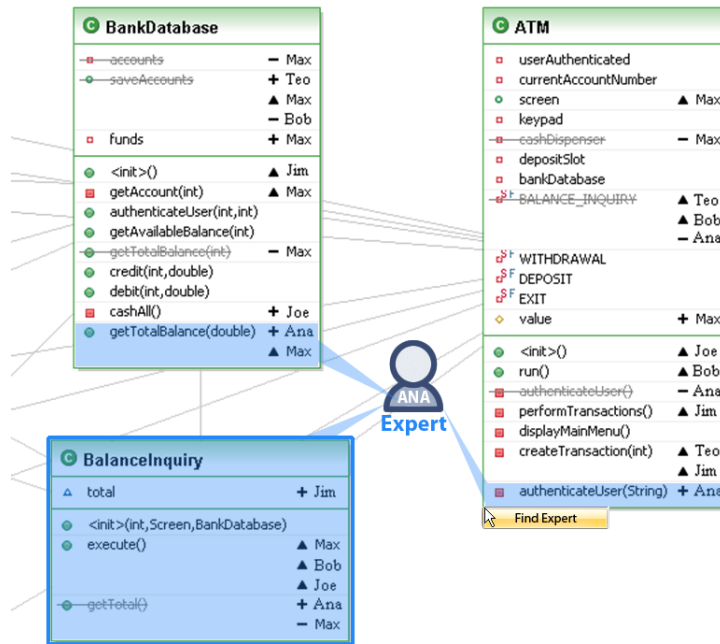 BankDatabase
accounts − Max
saveAccounts + Teo
▲ Max
− Bob
funds + Max
<init>() ▲ Jim
getAccount(int) ▲ Max
authenticateUser(int,int)
getAvailableBalance(int)
getTotalBalance(int) − Max
credit(int,double)
debit(int,double)
cashAll() + Joe
getTotalBalance(double) + Ana
▲ Max
ATM
userAuthenticated
currentAccountNumber
screen ▲ Max
keypad
cashDispenser − Max
depositSlot
bankDatabase
BALANCE_INQUIRY ▲ Teo
▲ Bob
− Ana
WITHDRAWAL
DEPOSIT
EXIT
value + Max
<init>() ▲ Joe
run() ▲ Bob
authenticateUser() − Ana
performTransactions() ▲ Jim
displayMainMenu()
createTransaction(int) ▲ Teo
▲ Jim
authenticateUser(String) + Ana
Find Expert
ANA
Expert
BalanceInquiry
total + Jim
<init>(int,Screen,BankDatabase)
execute() ▲ Max
▲ Bob
▲ Joe
getTotal() + Ana
− Max